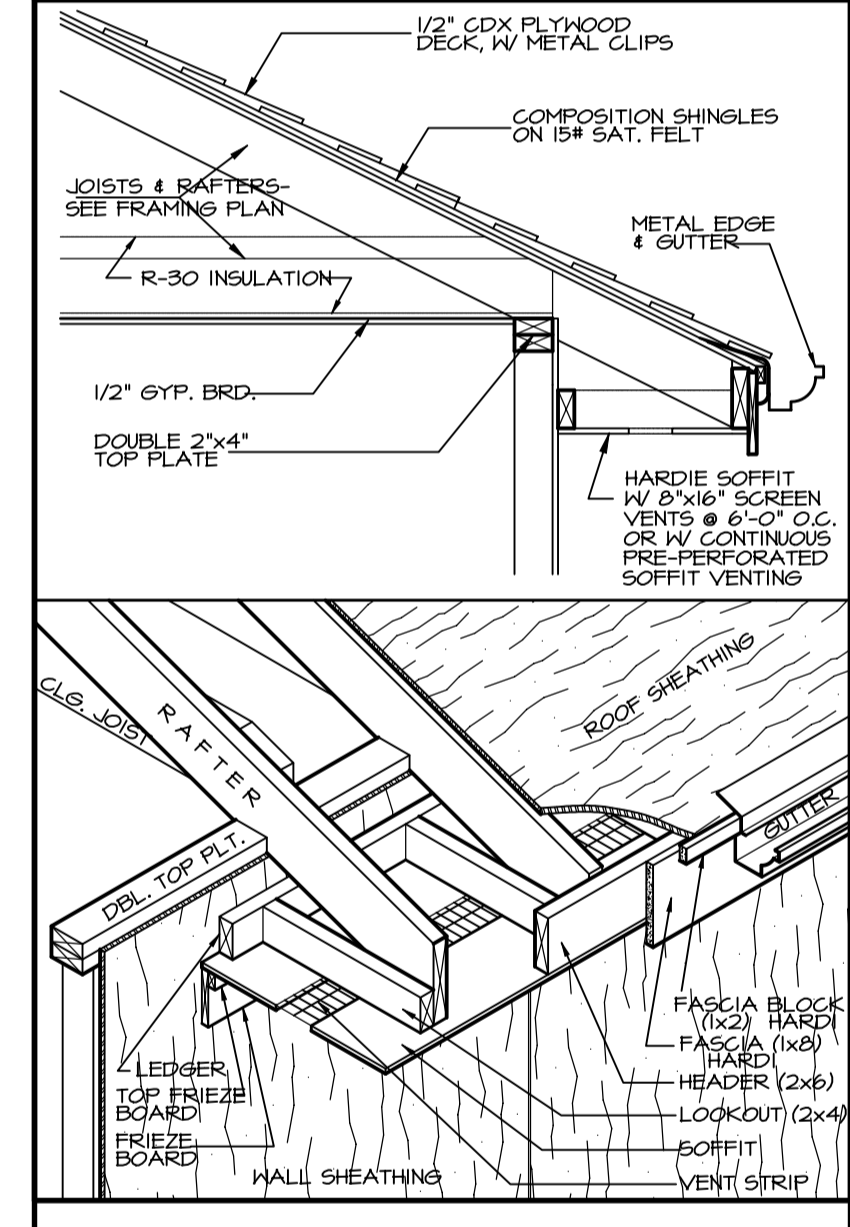 1/2" CDX PLYWOOD
DECK, W/ METAL CLIPS
COMPOSITION SHINGLES
ON 15# SAT. FELT
JOISTS & RAFTERS-
SEE FRAMING PLAN
METAL EDGE
& GUTTER
R-30 INSULATION
1/2" GYP. BRD.
DOUBLE 2"x4"
TOP PLATE
HARDIE SOFFIT
W/ 8"x16" SCREEN
VENTS @ 6'-0" O.C.
OR W/ CONTINUOUS
PRE-PERFORATED
SOFFIT VENTING
CLG. JOIST
RAFTER
ROOF SHEATHING
GUTTER
DBL. TOP PLT.
FASCIA BLOCK
(1x2) HARDI
FASCIA (1x8)
HARDI
HEADER (2x6)
LOOKOUT (2x4)
SOFFIT
VENT STRIP
LEDGER
TOP FRIEZE
BOARD
FRIEZE
BOARD
WALL SHEATHING